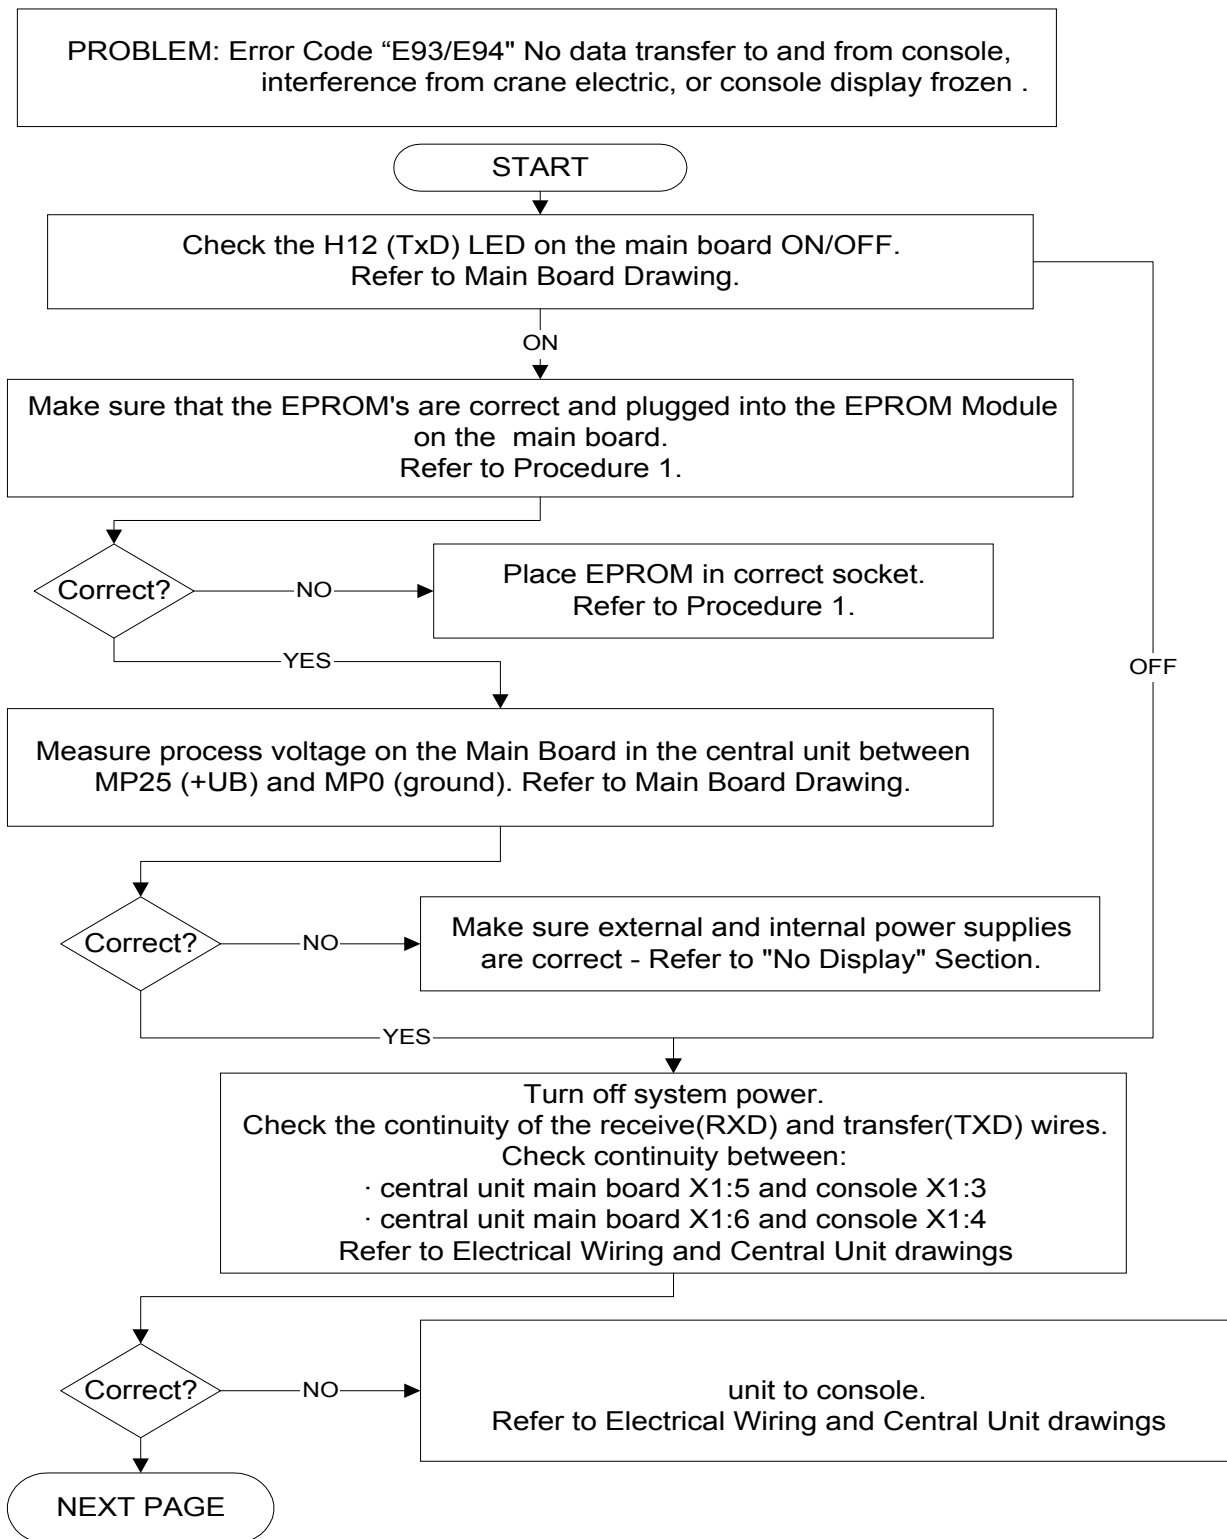 PROBLEM: Error Code “E93/E94" No data transfer to and from console,
interference from crane electric, or console display frozen .
START
Check the H12 (TxD) LED on the main board ON/OFF.
Refer to Main Board Drawing.
ON
Make sure that the EPROM's are correct and plugged into the EPROM Module
on the  main board.
Refer to Procedure 1.
Correct?
NO
Place EPROM in correct socket.
Refer to Procedure 1.
YES
OFF
Measure process voltage on the Main Board in the central unit between
MP25 (+UB) and MP0 (ground). Refer to Main Board Drawing.
Correct?
NO
Make sure external and internal power supplies
are correct - Refer to "No Display" Section.
YES
Turn off system power.
Check the continuity of the receive(RXD) and transfer(TXD) wires.
Check continuity between:
· central unit main board X1:5 and console X1:3
· central unit main board X1:6 and console X1:4
Refer to Electrical Wiring and Central Unit drawings
Correct?
NO
unit to console.
Refer to Electrical Wiring and Central Unit drawings
NEXT PAGE